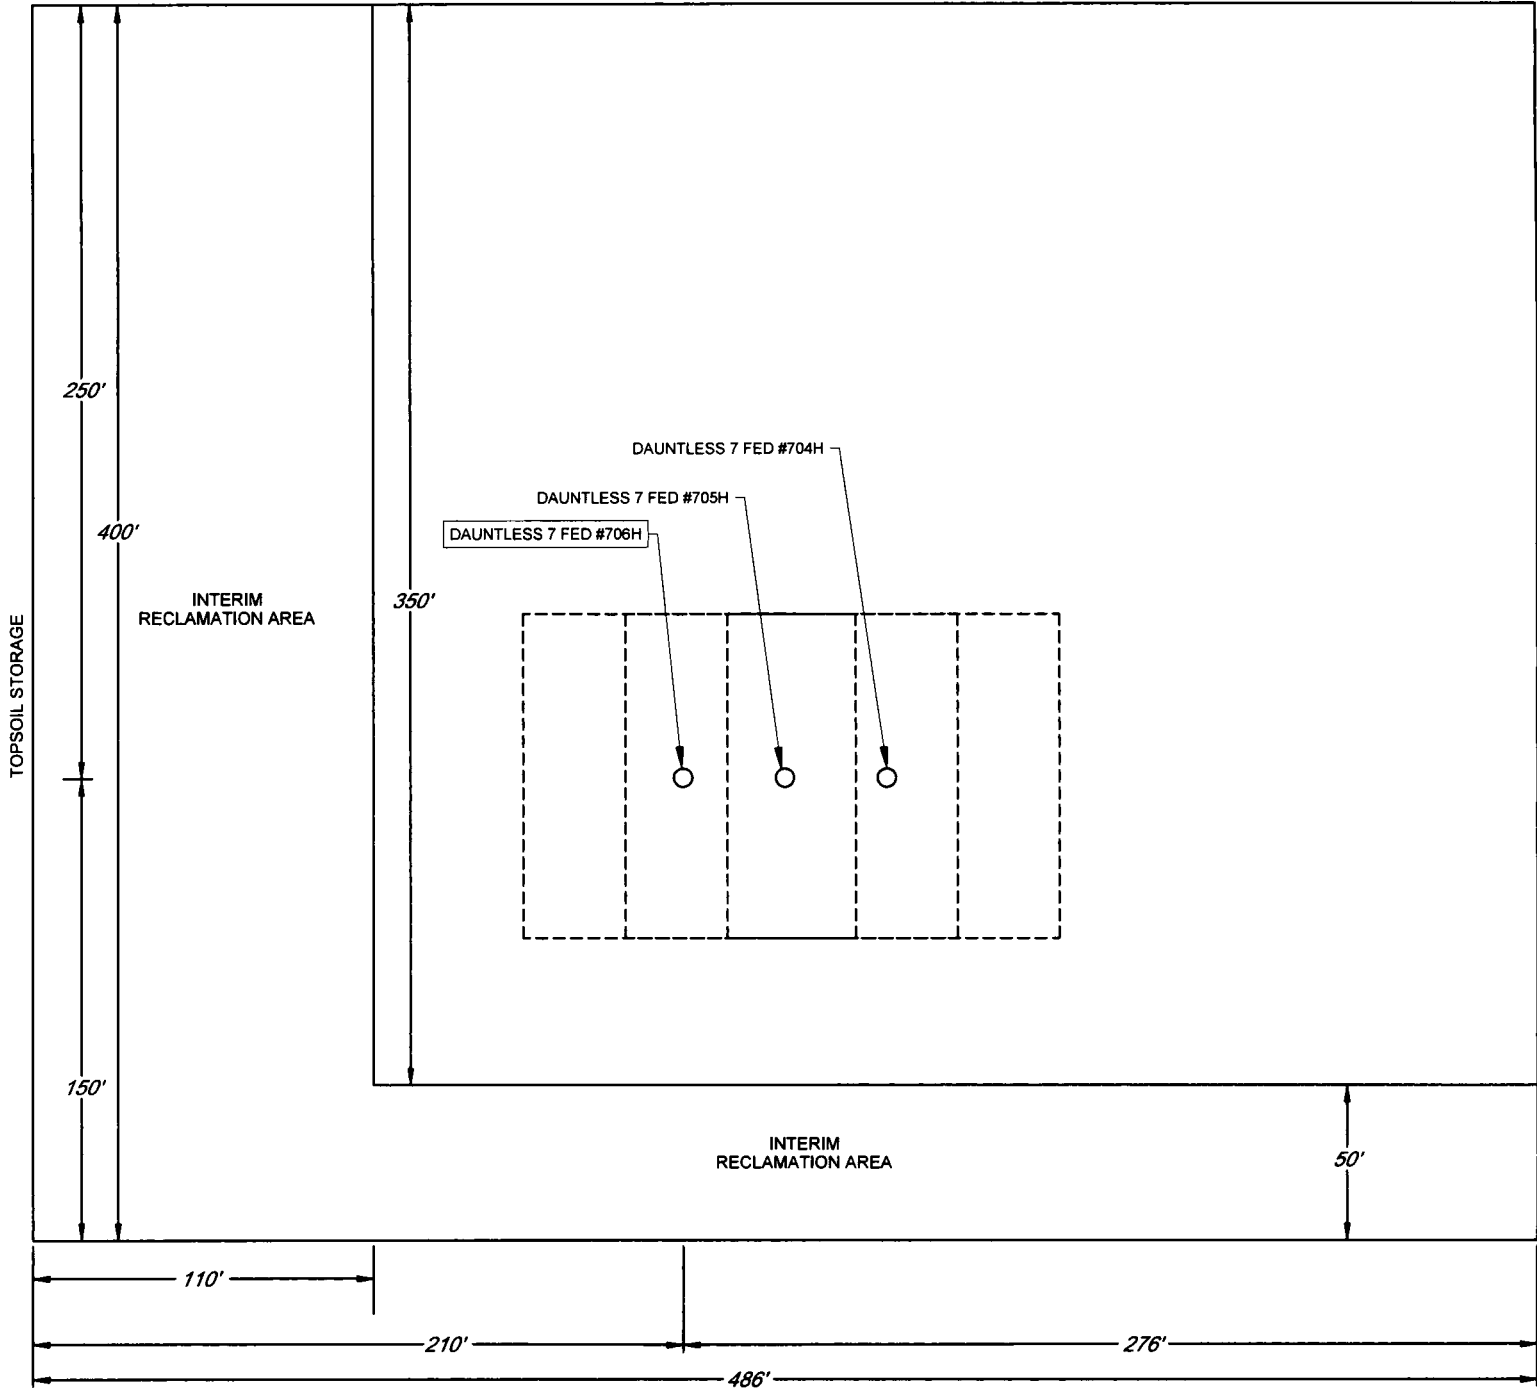 250'
DAUNTLESS 7 FED #704H
DAUNTLESS 7 FED #705H
400'
DAUNTLESS 7 FED #706H
INTERIM
RECLAMATION AREA
350'
TOPSOIL STORAGE
150'
INTERIM
RECLAMATION AREA
50'
110'
210'
276'
486'